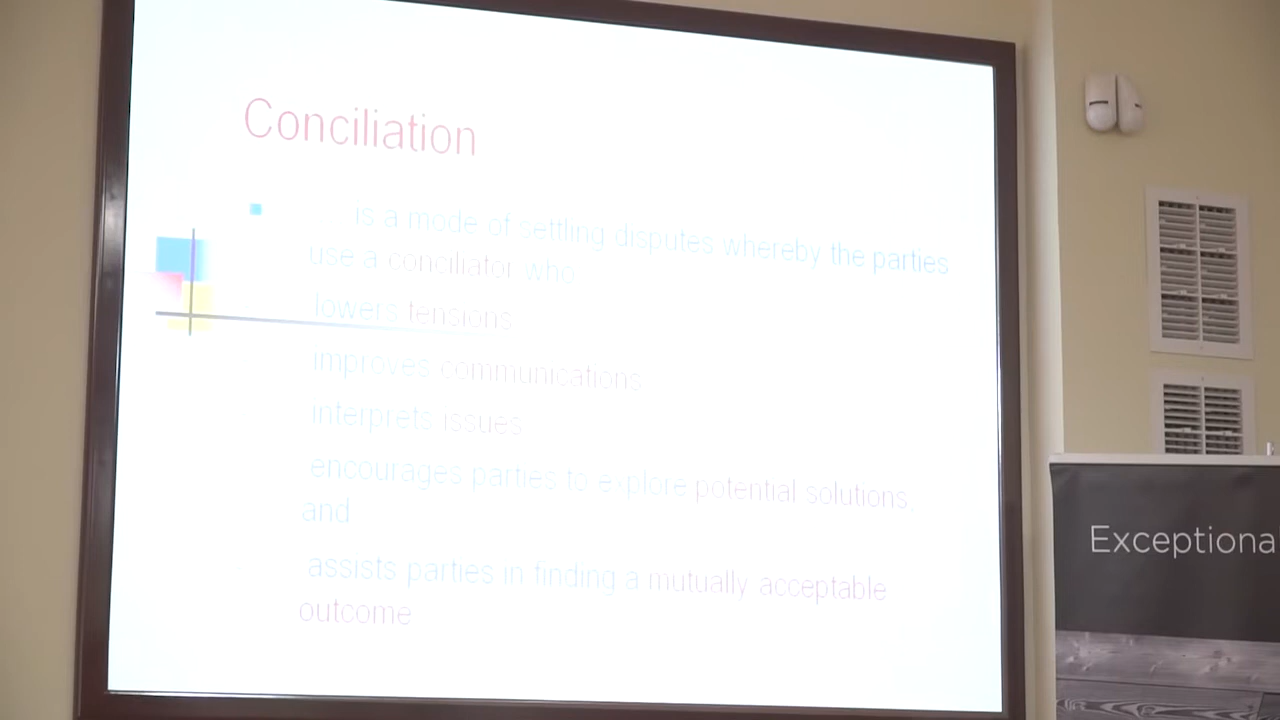 Conciliation
is a mode of settling disputes whereby the parties
use a conciliator who
lowers tensions
improves communications
interprets issues
encourages parties to explore potential solutions,
and
assists parties in finding a mutually acceptable
outcome
Exceptiona